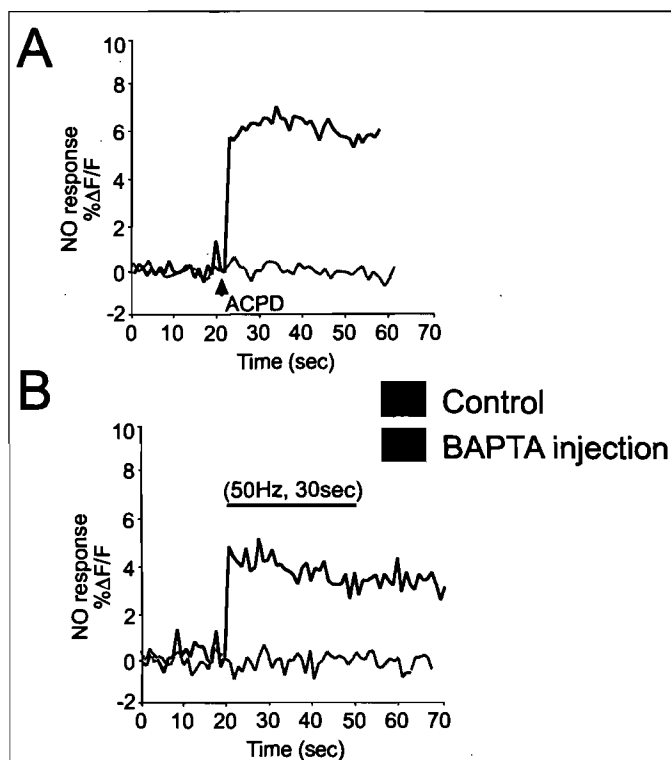 A
10
8
6
4
2
0
-2
NO response
%ΔF/F
ACPD
0 10 20 30 40 50 60 70
Time (sec)
B
Control
BAPTA injection
10
8
6
4
2
0
-2
NO response
%ΔF/F
(50Hz, 30sec)
0 10 20 30 40 50 60 70
Time (sec)